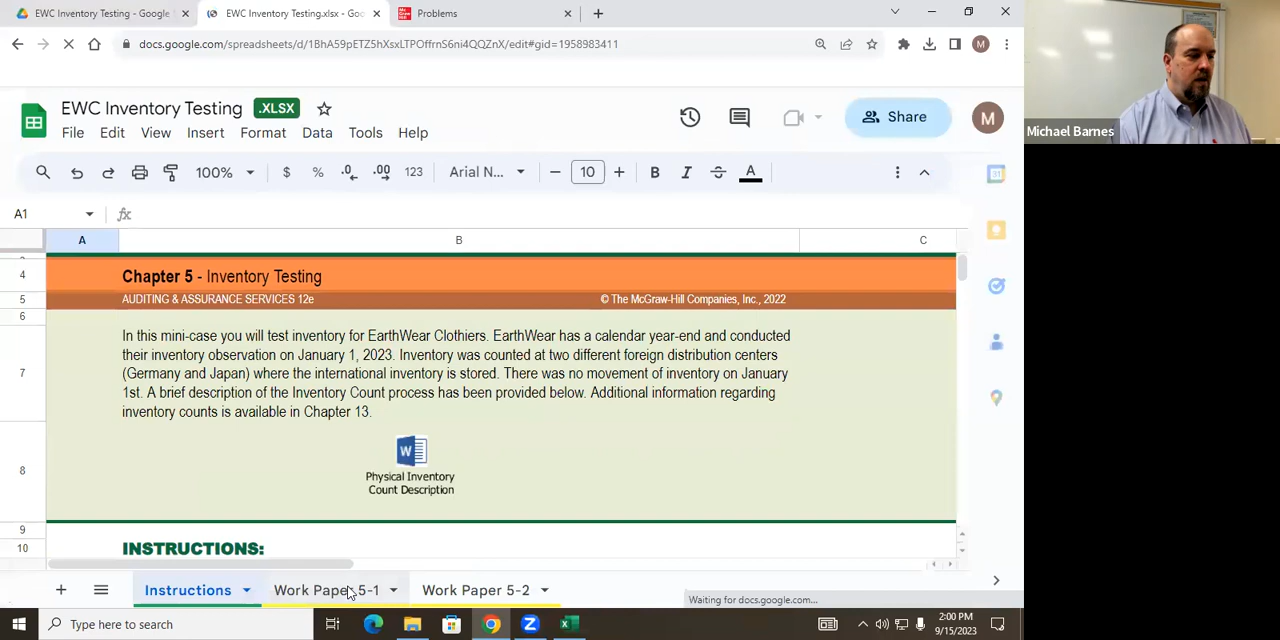 EWC Inventory Testing - Google
EWC Inventory Testing.xlsx - Goo
Problems
docs.google.com/spreadsheets/d/1BhA59pETZ5hXsxLTPOffrnS6ni4QQZnX/edit#gid=1958983411
M
EWC Inventory Testing .XLSX
File Edit View Insert Format Data Tools Help
Share
M
100% $ % .0 .00 123 Arial N... 10 B I S A
A1 fx
A B C
4 Chapter 5 - Inventory Testing
5 AUDITING & ASSURANCE SERVICES 12e © The McGraw-Hill Companies, Inc., 2022
6
In this mini-case you will test inventory for EarthWear Clothiers. EarthWear has a calendar year-end and conducted
their inventory observation on January 1, 2023. Inventory was counted at two different foreign distribution centers
7 (Germany and Japan) where the international inventory is stored. There was no movement of inventory on January
1st. A brief description of the Inventory Count process has been provided below. Additional information regarding
inventory counts is available in Chapter 13.
W
8 Physical Inventory
Count Description
9
10 INSTRUCTIONS:
Instructions Work Paper 5-1 Work Paper 5-2
Waiting for docs.google.com...
Type here to search
2:00 PM
9/15/2023
Michael Barnes